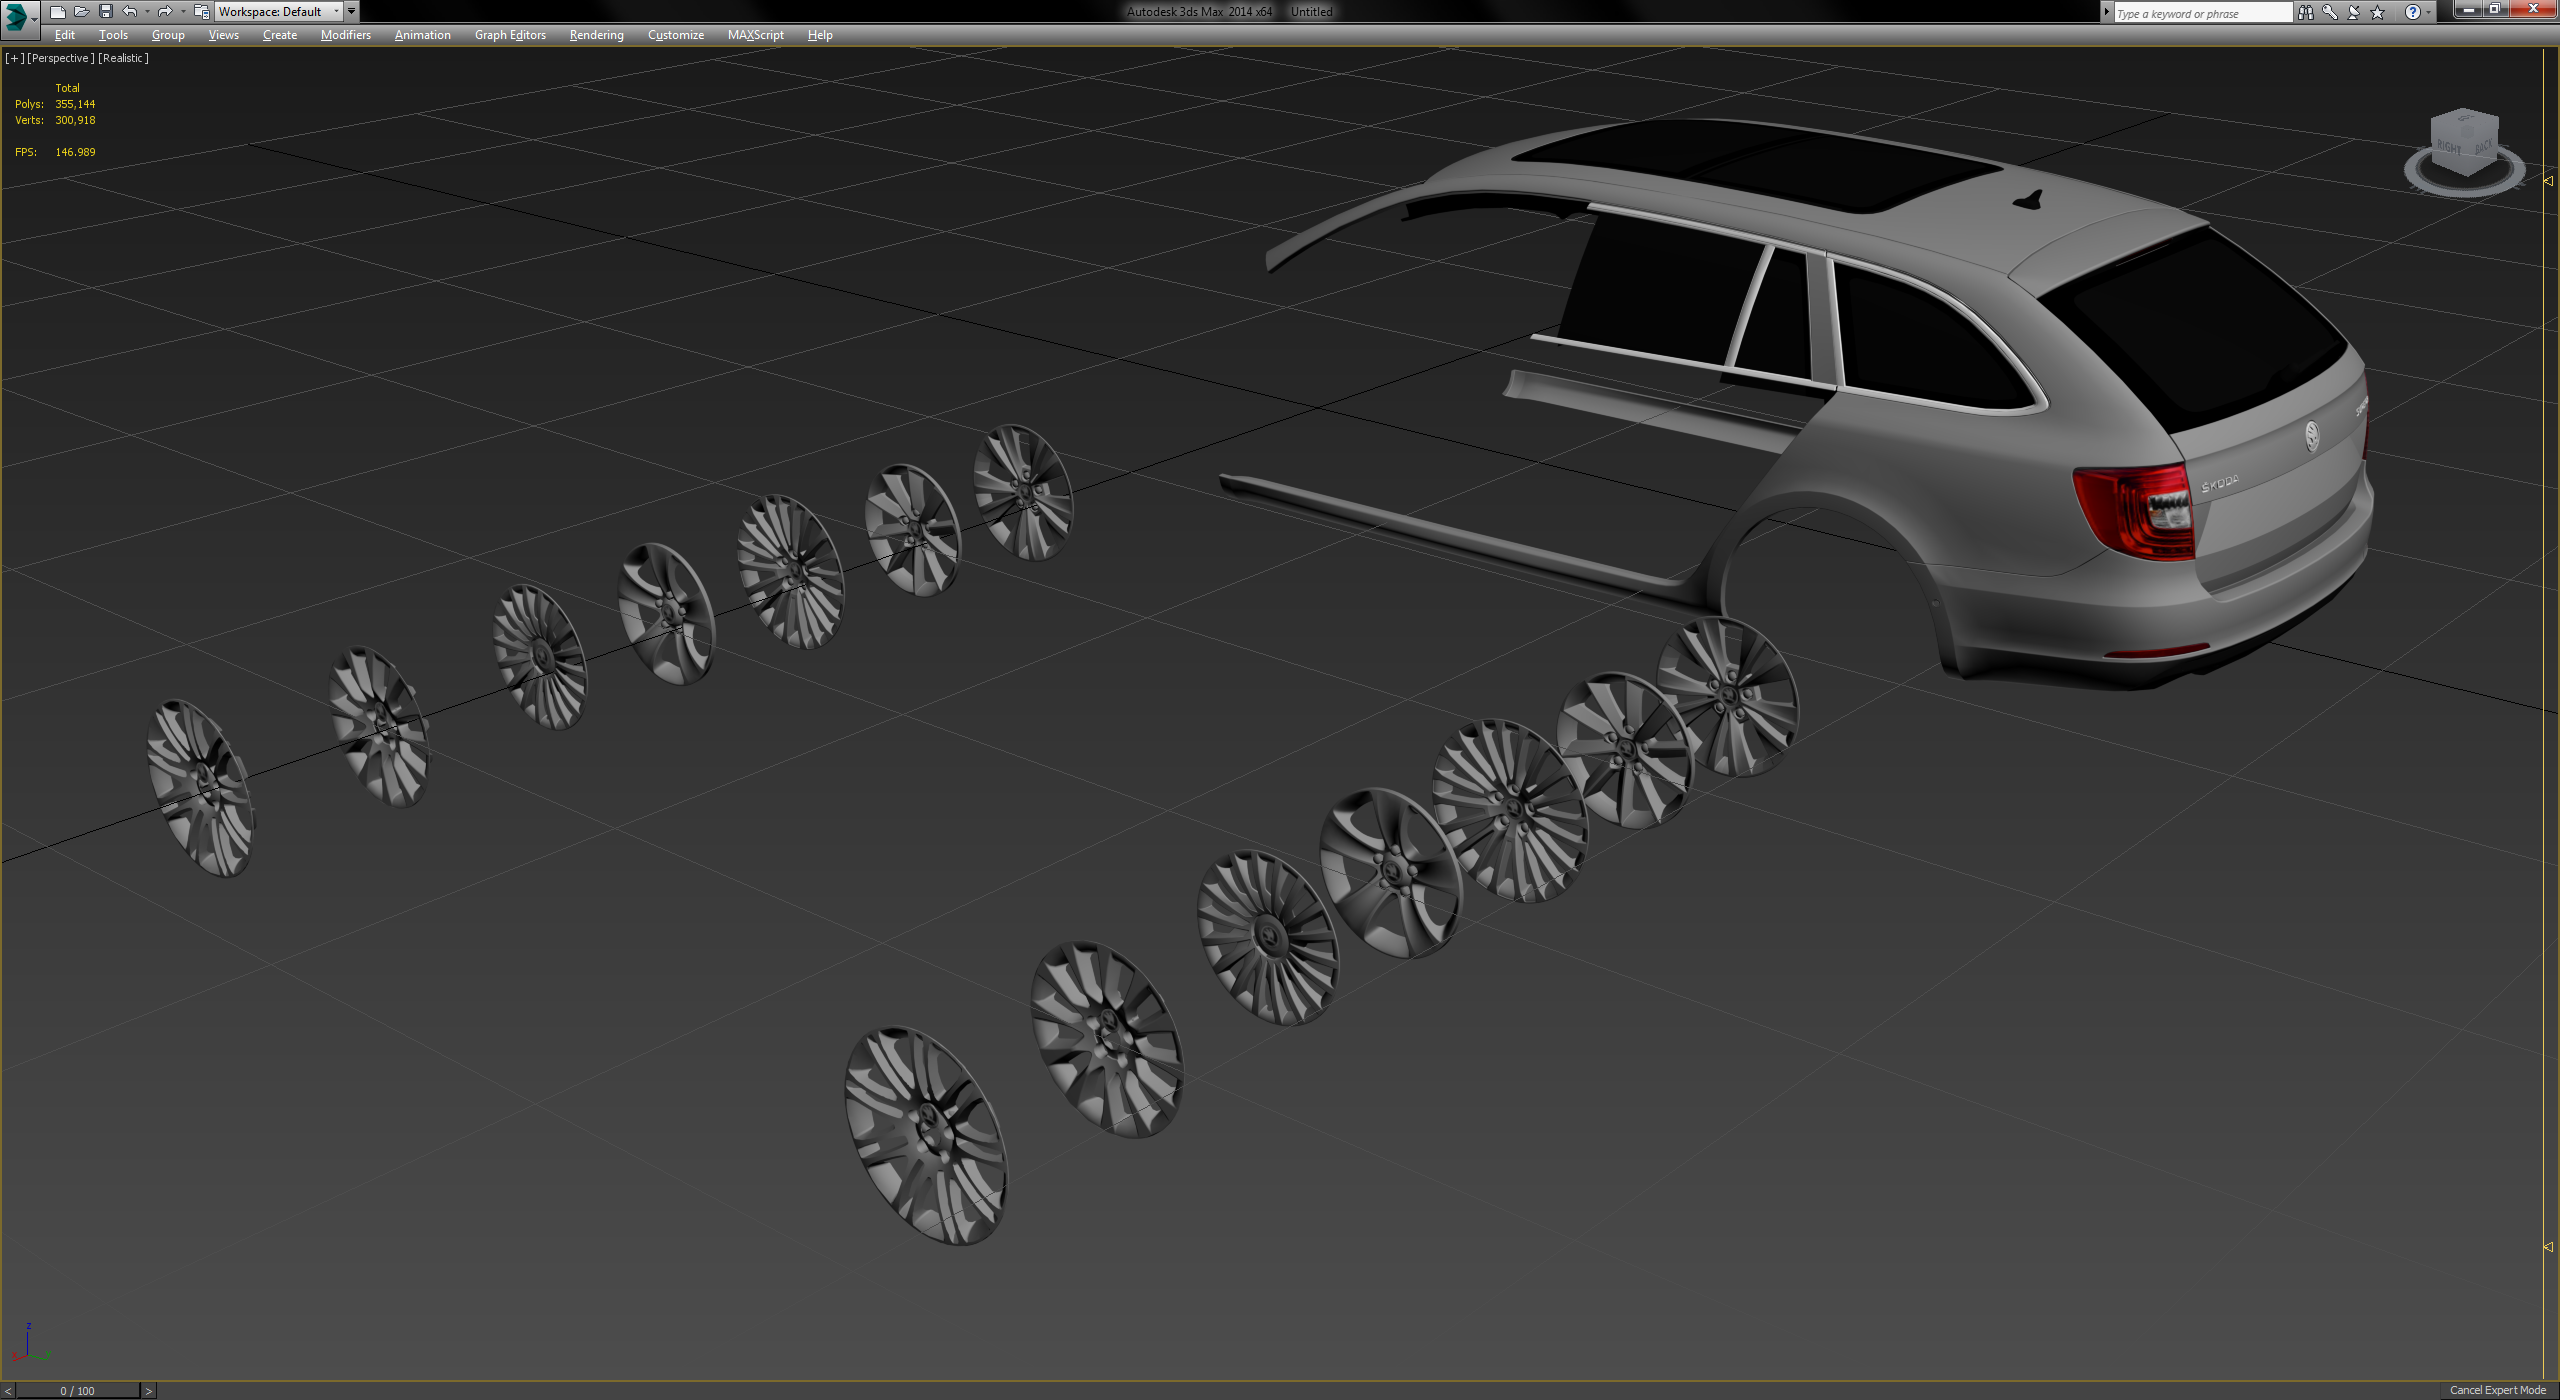 Workspace: Default
Autodesk 3ds Max 2014 x64 Untitled
Type a keyword or phrase
Edit Tools Group Views Create Modifiers Animation Graph Editors Rendering Customize MAXScript Help
[+] [Perspective] [Realistic]
Total
Polys: 355,144
Verts: 300,918
FPS: 146.989
RIGHT BACK
ŠKODA
z
x y
< 0 / 100 >
Cancel Expert Mode